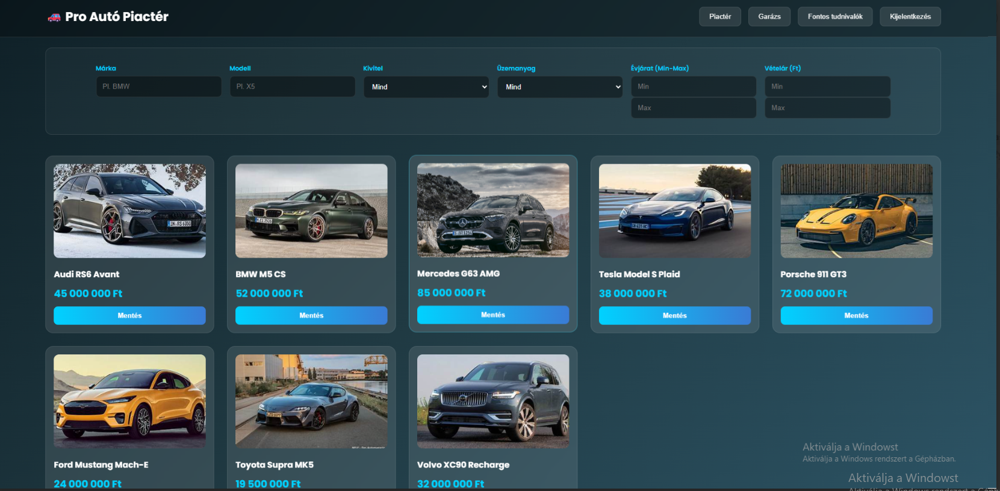 Pro Autó Piactér
Piactér
Garázs
Fontos tudnivalók
Kijelentkezés
Márka
Modell
Kivitel
Üzemanyag
Évjárat (Min-Max)
Vételár (Ft)
Pl. BMW
Pl. X5
Mind
Mind
Min
Min
Max
Max
Audi RS6 Avant
BMW M5 CS
Mercedes G63 AMG
Tesla Model S Plaid
Porsche 911 GT3
45 000 000 Ft
52 000 000 Ft
85 000 000 Ft
38 000 000 Ft
72 000 000 Ft
Mentés
Mentés
Mentés
Mentés
Mentés
Ford Mustang Mach-E
Toyota Supra MK5
Volvo XC90 Recharge
24 000 000 Ft
19 500 000 Ft
32 000 000 Ft
Aktiválja a Windowst
Aktiválja a Windows rendszert a Gépházban.
Aktiválja a Windowst
Aktiválja a Windows rendszert a